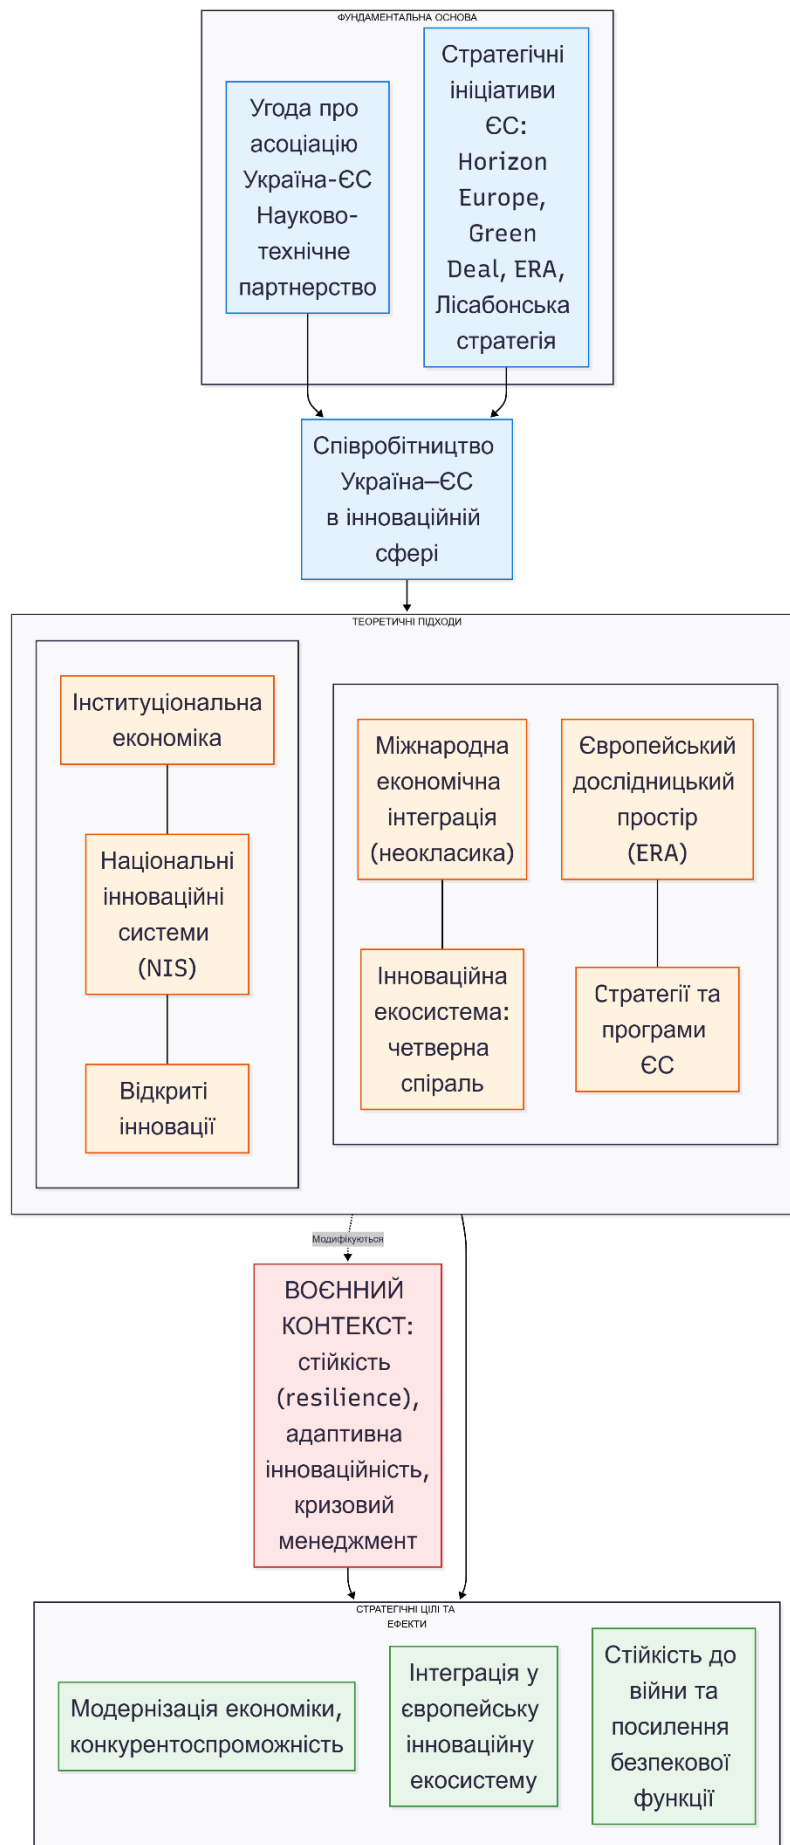 ФУНДАМЕНТАЛЬНА ОСНОВА
Угода про
асоціацію
Україна-ЄС
Науково-
технічне
партнерство
Стратегічні
ініціативи
ЄС:
Horizon
Europe,
Green
Deal, ERA,
Лісабонська
стратегія
Співробітництво
Україна—ЄС
в інноваційній
сфері
ТЕОРЕТИЧНІ ПІДХОДИ
Інституціональна
економіка
Національні
інноваційні
системи
(NIS)
Відкриті
інновації
Міжнародна
економічна
інтеграція
(неокласика)
Інноваційна
екосистема:
четверна
спіраль
Європейський
дослідницький
простір
(ERA)
Стратегії та
програми
ЄС
Модифікуються
ВОЄННИЙ
КОНТЕКСТ:
стійкість
(resilience),
адаптивна
інноваційність,
кризовий
менеджмент
СТРАТЕГІЧНІ ЦІЛІ ТА
ЕФЕКТИ
Модернізація економіки,
конкурентоспроможність
Інтеграція у
європейську
інноваційну
екосистему
Стійкість до
війни та
посилення
безпекової
функції